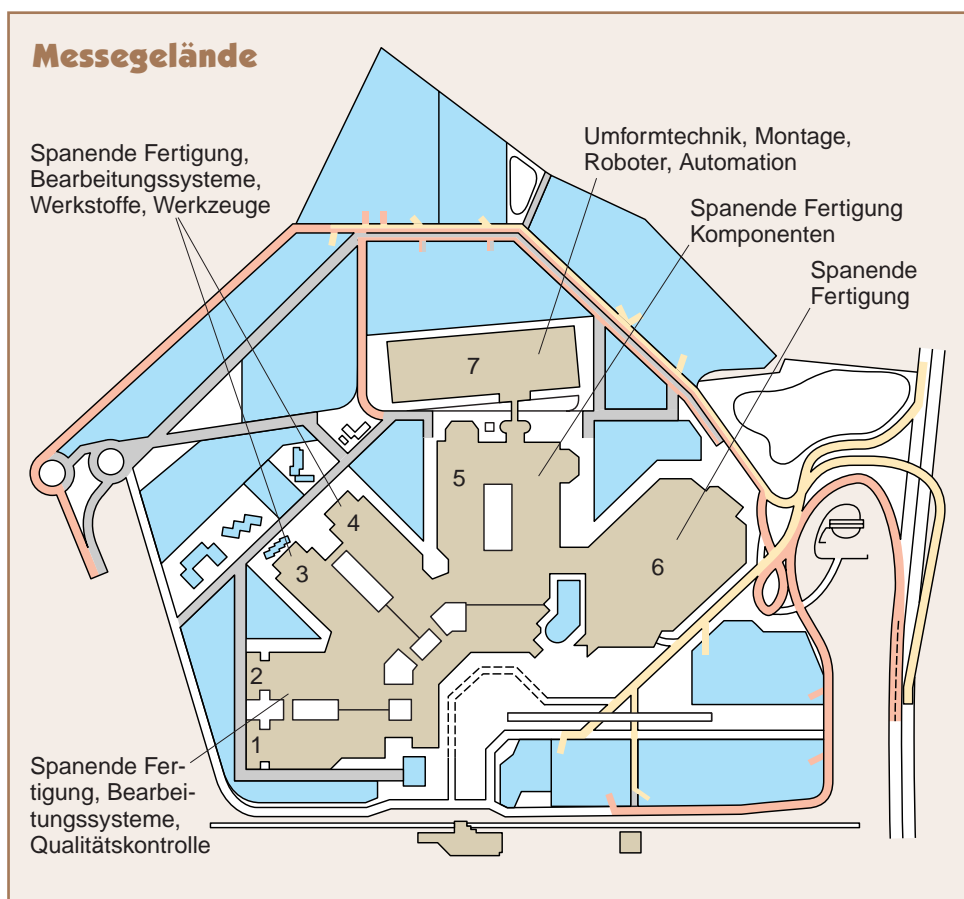 Messegelände
Spanende Fertigung,
Bearbeitungssysteme,
Werkstoffe, Werkzeuge
Umformtechnik, Montage,
Roboter, Automation
Spanende Fertigung
Komponenten
Spanende
Fertigung
7
5
4
3
6
2
1
Spanende Fer-
tigung, Bearbei-
tungssysteme,
Qualitätskontrolle